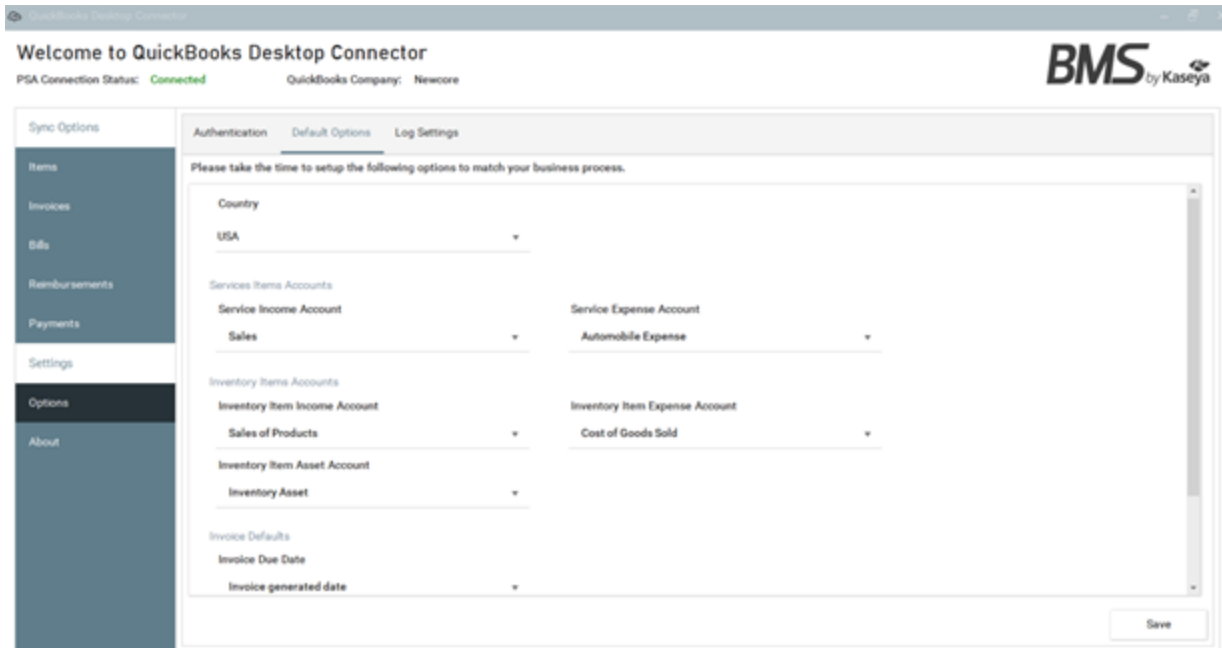 QuickBooks Desktop Connector
Welcome to QuickBooks Desktop Connector
PSA Connection Status: Connected QuickBooks Company: Newcore
BMS by Kaseya
Sync Options
Items
Invoices
Bills
Reimbursements
Payments
Settings
Options
About
Authentication Default Options Log Settings
Please take the time to setup the following options to match your business process.
Country
USA
Services Items Accounts
Service Income Account Service Expense Account
Sales Automobile Expense
Inventory Items Accounts
Inventory Item Income Account Inventory Item Expense Account
Sales of Products Cost of Goods Sold
Inventory Item Asset Account
Inventory Asset
Invoice Defaults
Invoice Due Date
Invoice generated date
Save